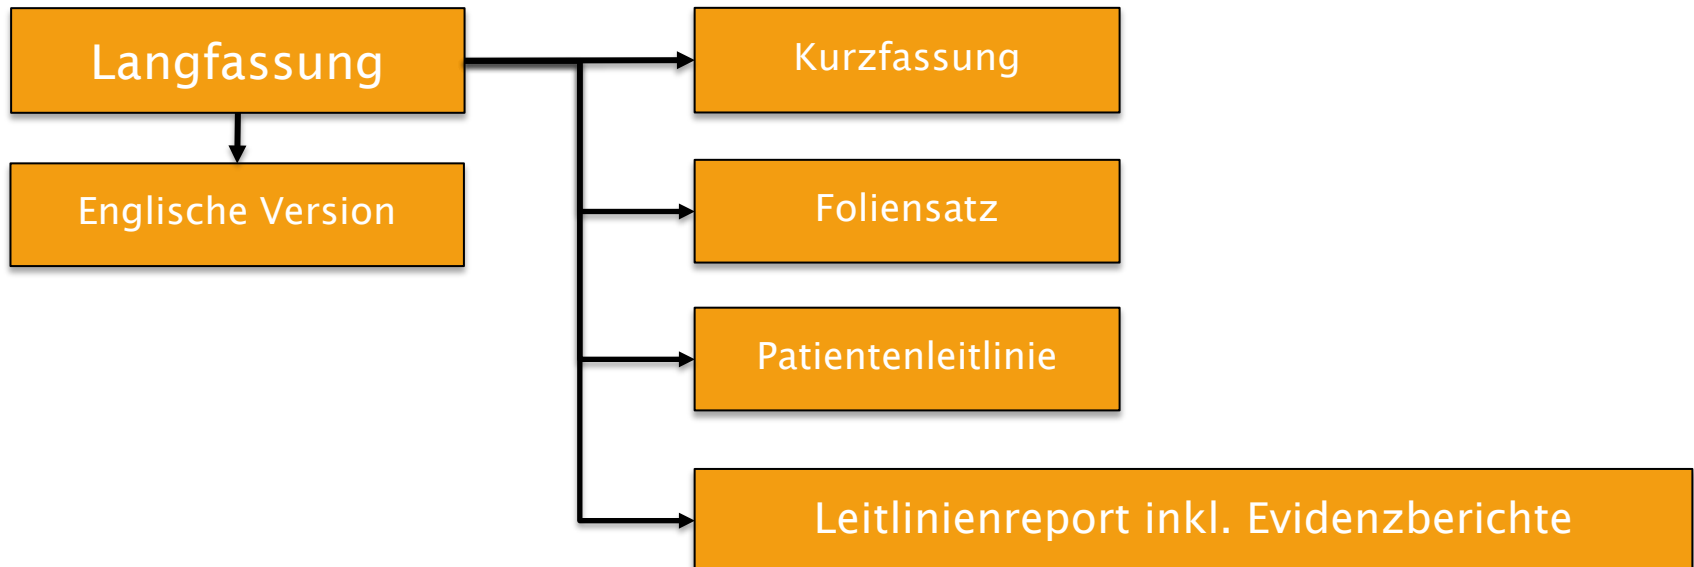 Langfassung
Kurzfassung
Englische Version
Foliensatz
Patientenleitlinie
Leitlinienreport inkl. Evidenzberichte